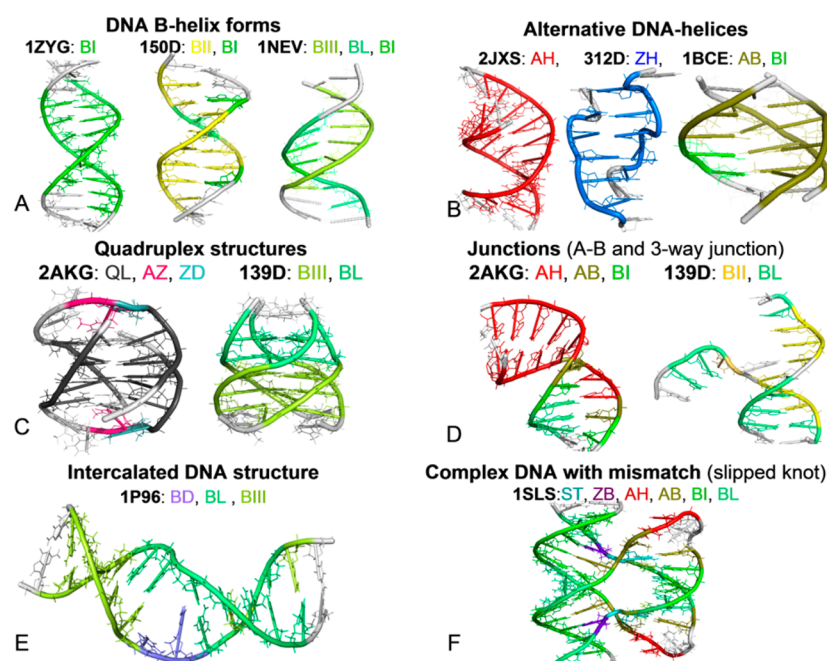 DNA B-helix forms
1ZYG: BI 150D: BII, BI 1NEV: BIII, BL, BI
A
Alternative DNA-helices
2JXS: AH, 312D: ZH, 1BCE: AB, BI
B
Quadruplex structures
2AKG: QL, AZ, ZD 139D: BIII, BL
C
Junctions (A-B and 3-way junction)
2AKG: AH, AB, BI 139D: BII, BL
D
Intercalated DNA structure
1P96: BD, BL , BIII
E
Complex DNA with mismatch (slipped knot)
1SLS:ST, ZB, AH, AB, BI, BL
F